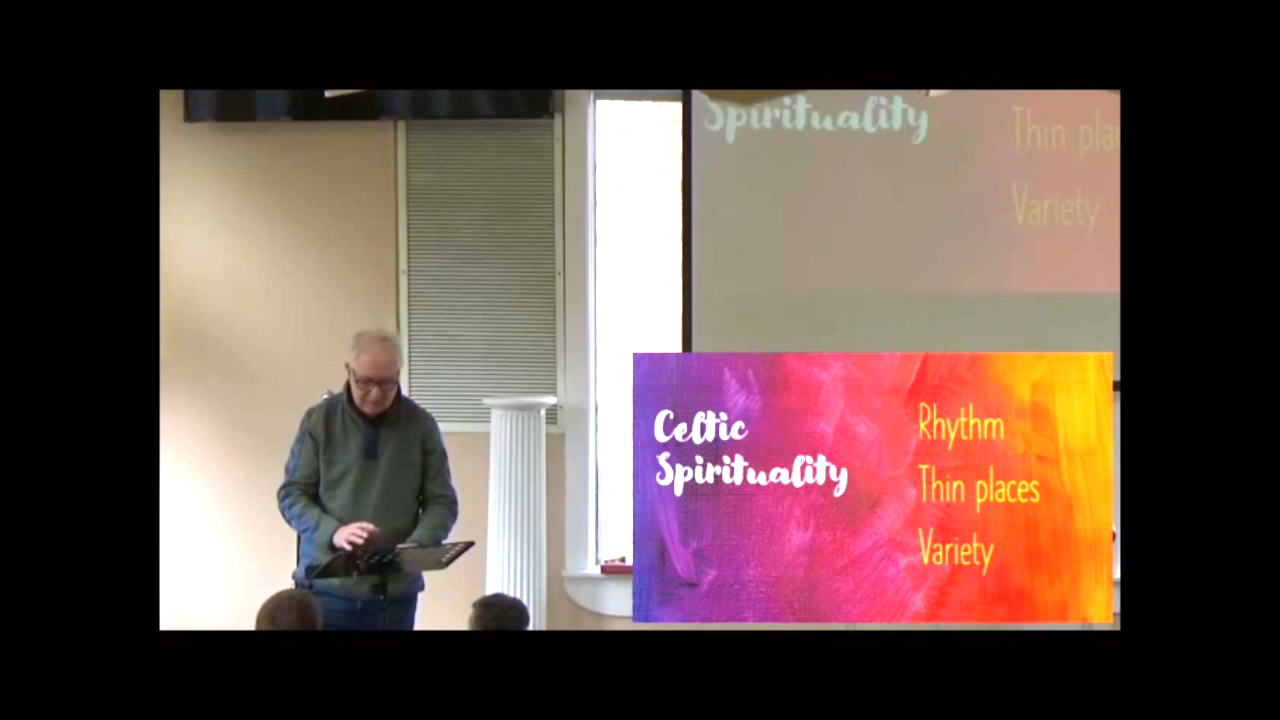 Spirituality
Thin pla
Variety
Celtic
Spirituality
Rhythm
Thin places
Variety